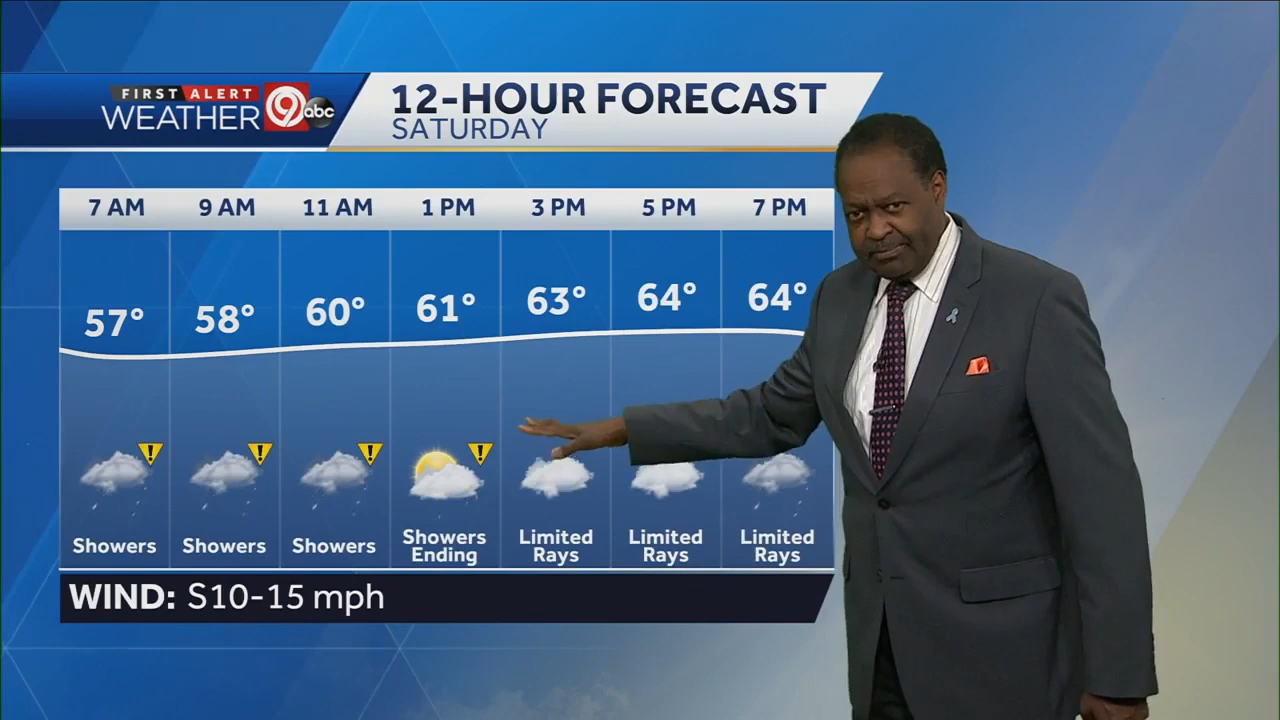 FIRST ALERT
WEATHER 9 abc
12-HOUR FORECAST
SATURDAY
7 AM 9 AM 11 AM 1 PM 3 PM 5 PM 7 PM
57° 58° 60° 61° 63° 64° 64°
! ! ! !
Showers Showers Showers Showers Ending Limited Rays Limited Rays Limited Rays
WIND: S10-15 mph